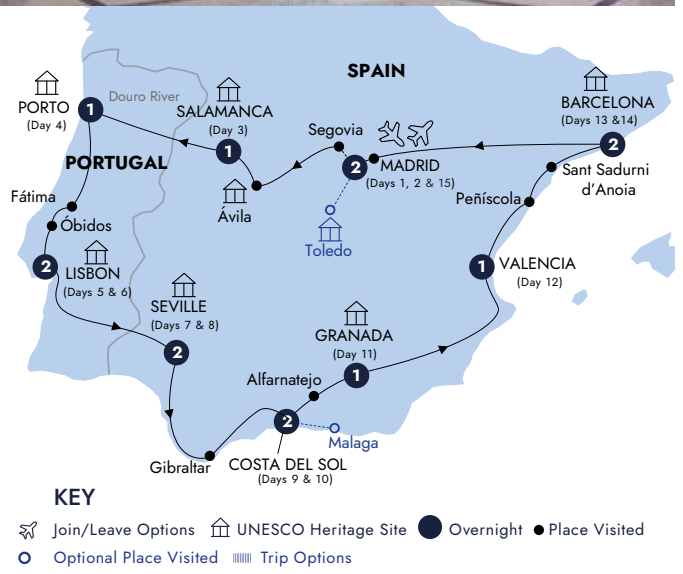 SPAIN
PORTO
(Day 4)
1
Douro River
SALAMANCA
(Day 3)
1
Segovia
2
MADRID
(Days 1, 2 & 15)
BARCELONA
(Days 13 &14)
2
Sant Sadurni
d'Anoia
PORTUGAL
Ávila
Toledo
Peñíscola
Fátima
Óbidos
2
LISBON
(Days 5 & 6)
SEVILLE
(Days 7 & 8)
2
1
VALENCIA
(Day 12)
GRANADA
(Day 11)
1
Alfarnatejo
2
Malaga
Gibraltar
COSTA DEL SOL
(Days 9 & 10)
KEY
Join/Leave Options
UNESCO Heritage Site
Overnight
Place Visited
Optional Place Visited
Trip Options